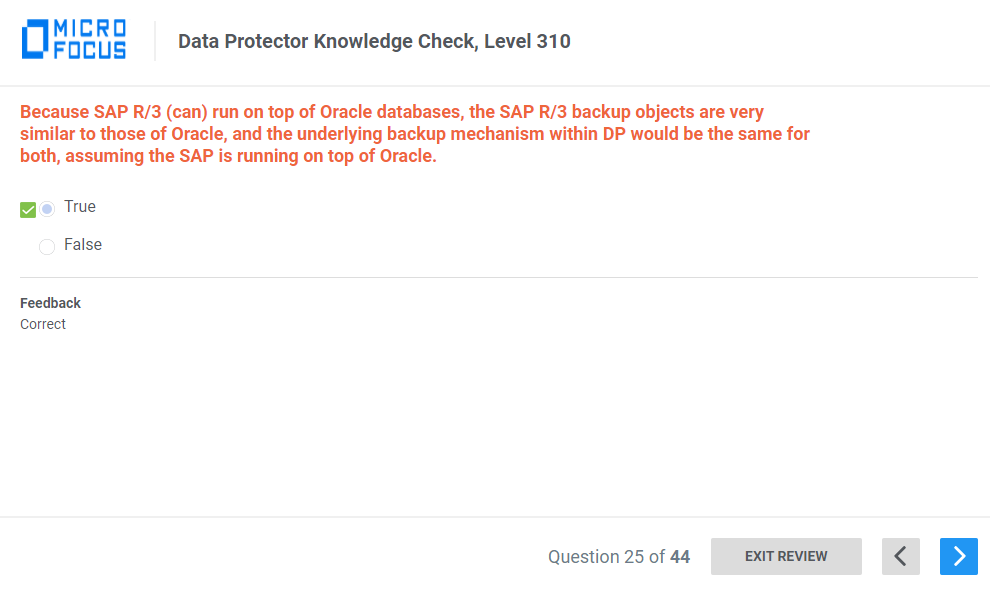 MICRO
FOCUS
Data Protector Knowledge Check, Level 310
Because SAP R/3 (can) run on top of Oracle databases, the SAP R/3 backup objects are very
similar to those of Oracle, and the underlying backup mechanism within DP would be the same for
both, assuming the SAP is running on top of Oracle.
True
False
Feedback
Correct
Question 25 of 44
EXIT REVIEW